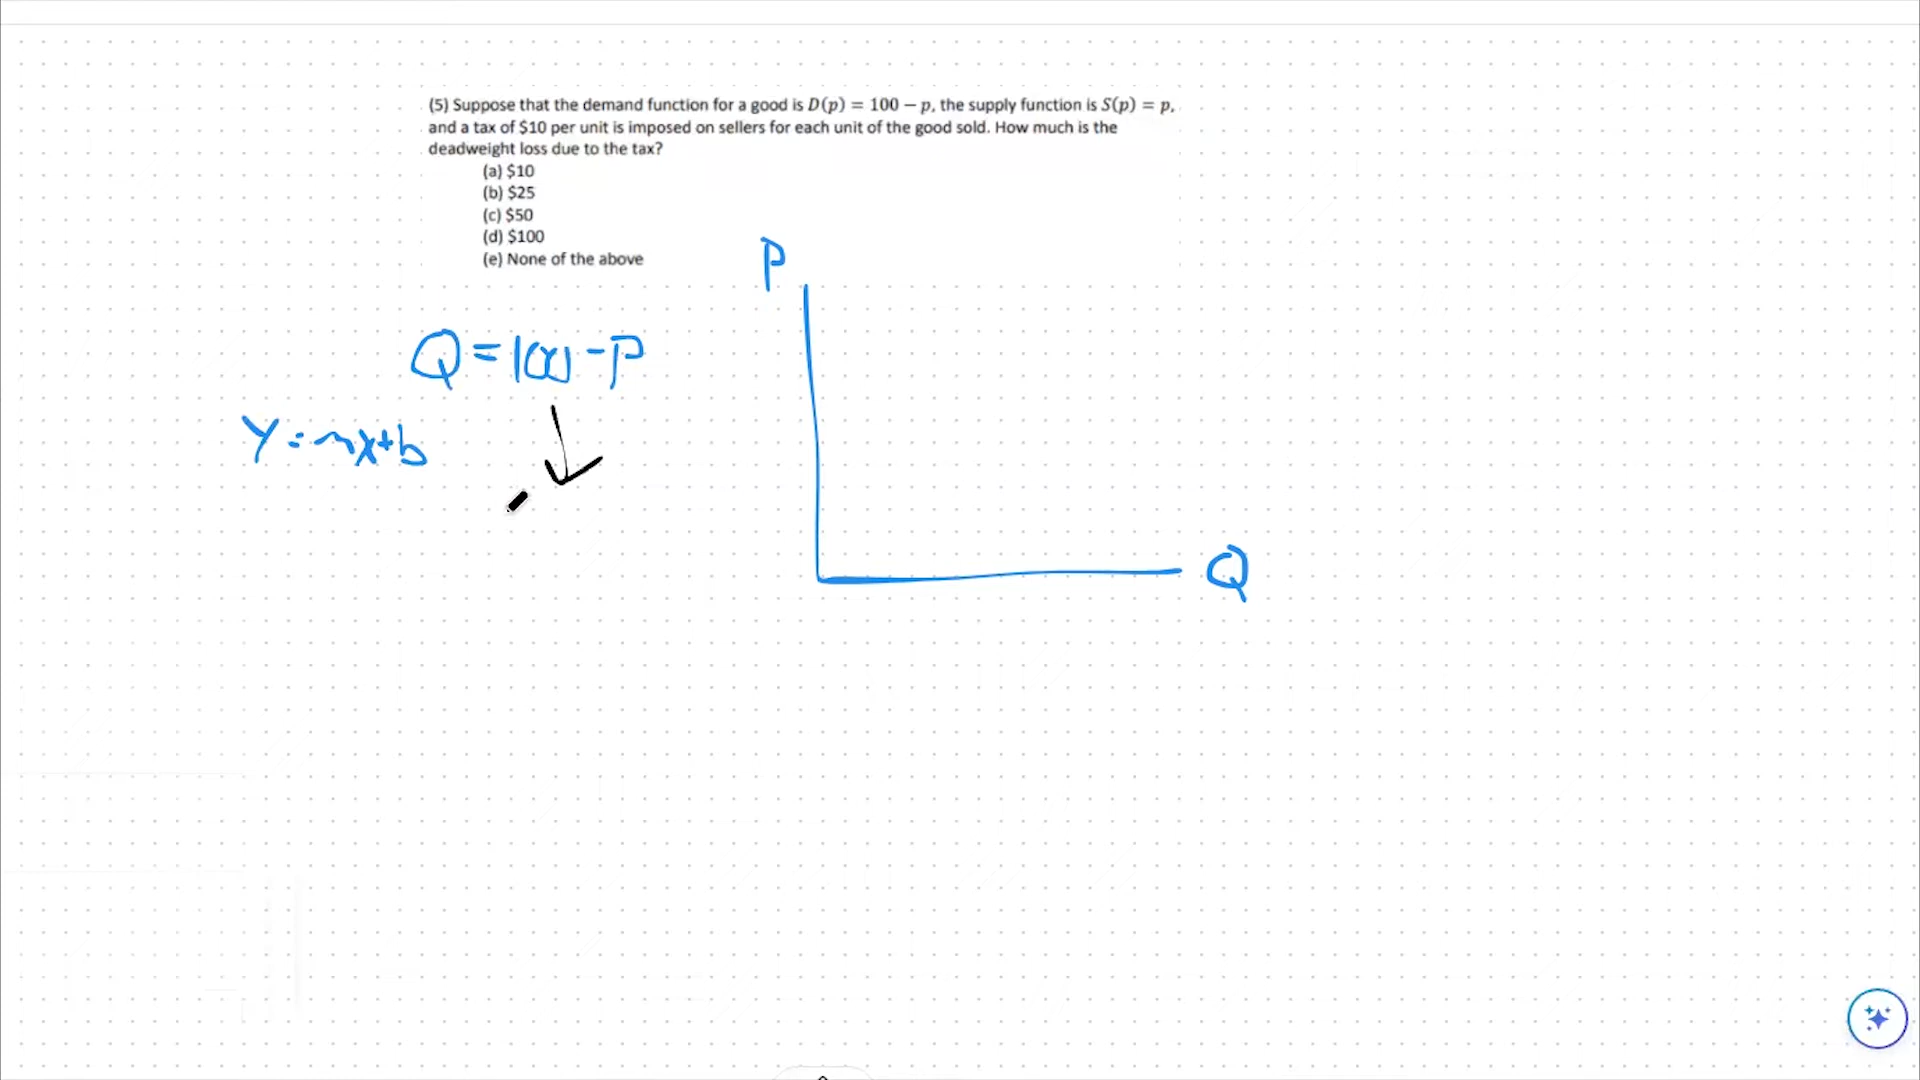 (5) Suppose that the demand function for a good is D(p) = 100 − p, the supply function is S(p) = p,
and a tax of $10 per unit is imposed on sellers for each unit of the good sold. How much is the
deadweight loss due to the tax?
(a) $10
(b) $25
(c) $50
(d) $100
(e) None of the above
P
Q = 100 - P
Y = mx+b
Q